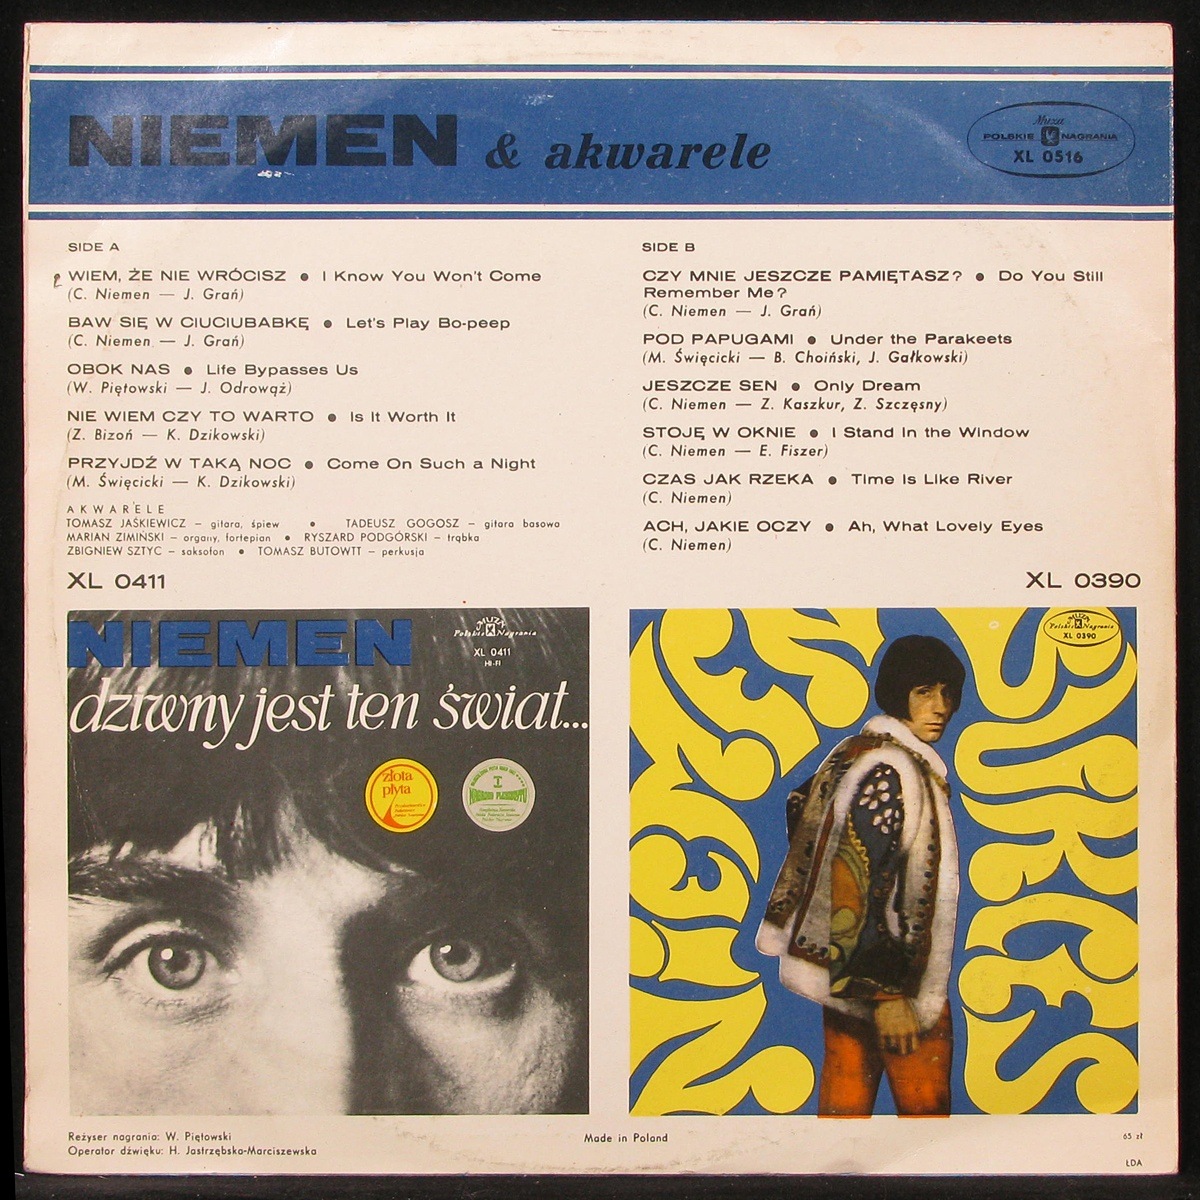 NIEMEN & akwarele
Muza
POLSKIE NAGRANIA
XL 0516
SIDE A
WIEM, ŻE NIE WRÓCISZ ● I Know You Won't Come
(C. Niemen — J. Grań)
BAW SIĘ W CIUCIUBABKĘ ● Let's Play Bo-peep
(C. Niemen — J. Grań)
OBOK NAS ● Life Bypasses Us
(W. Piętowski — J. Odrowąż)
NIE WIEM CZY TO WARTO ● Is It Worth It
(Z. Bizoń — K. Dzikowski)
PRZYJDŹ W TAKĄ NOC ● Come On Such a Night
(M. Święcicki — K. Dzikowski)
AKWARELE
TOMASZ JAŚKIEWICZ — gitara, śpiew ● TADEUSZ GOGOSZ — gitara basowa
MARIAN ZIMIŃSKI — organy, fortepian ● RYSZARD PODGÓRSKI — trąbka
ZBIGNIEW SZTYC — saksofon ● TOMASZ BUTOWTT — perkusja
SIDE B
CZY MNIE JESZCZE PAMIĘTASZ? ● Do You Still
Remember Me?
(C. Niemen — J. Grań)
POD PAPUGAMI ● Under the Parakeets
(M. Święcicki — B. Choiński, J. Gałkowski)
JESZCZE SEN ● Only Dream
(C. Niemen — Z. Kaszkur, Z. Szczęsny)
STOJĘ W OKNIE ● I Stand In the Window
(C. Niemen — E. Fiszer)
CZAS JAK RZEKA ● Time Is Like River
(C. Niemen)
ACH, JAKIE OCZY ● Ah, What Lovely Eyes
(C. Niemen)
XL 0411
NIEMEN
MUZA
Polskie Nagrania
XL 0411
HI-FI
dziwny jest ten świat...
złota
płyta
I
XL 0390
NIEMEN
SUKCES
MUZA
Polskie Nagrania
XL 0390
Reżyser nagrania: W. Piętowski
Operator dźwięku: H. Jastrzębska-Marciszewska
Made in Poland
65 zł
ŁDA